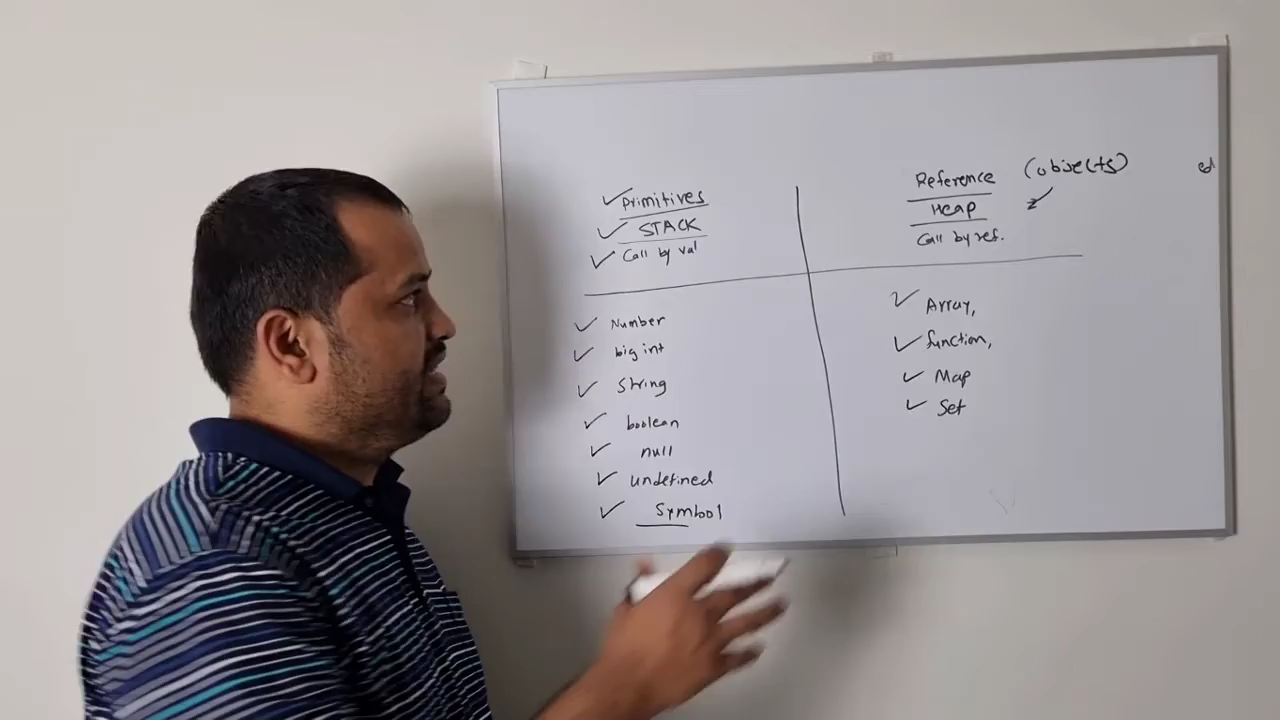 ✓ Primitives
✓ STACK
✓ Call by val
✓ Number
✓ big int
✓ String
✓ boolean
✓ null
✓ undefined
✓ Symbol
Reference (objects)
Heap
Call by ref.
✓ Array,
✓ function,
✓ Map
✓ Set